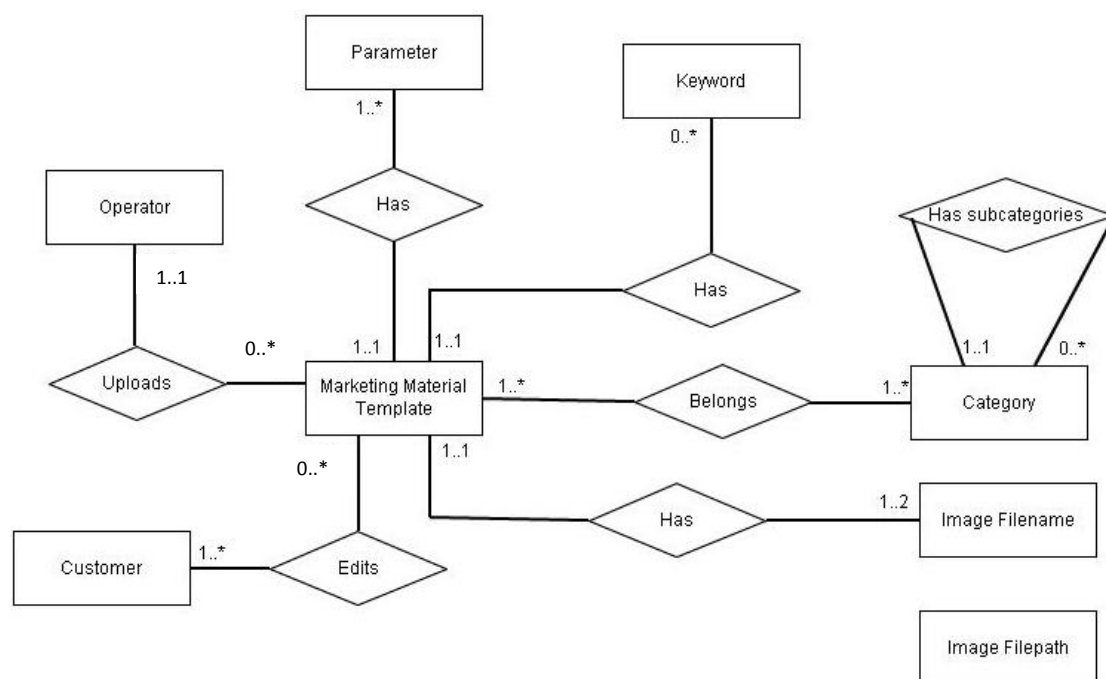 Parameter
Keyword
1..*
0..*
Operator
Has
Has subcategories
1..1
Has
0..*
1..1
1..1
1..1
0..*
Uploads
Marketing Material
Template
1..*
Belongs
1..*
Category
1..1
0..*
1..2
Has
Image Filename
Customer
1..*
Edits
Image Filepath